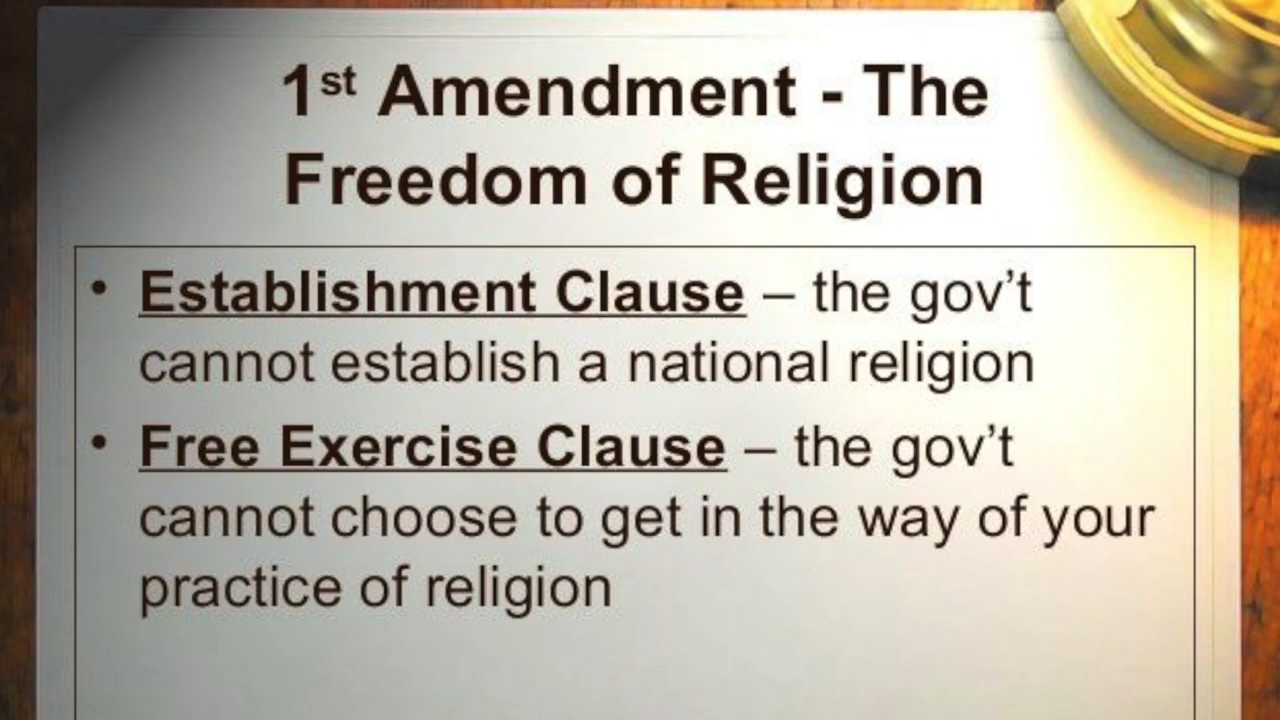 1st Amendment - The
Freedom of Religion
• Establishment Clause – the gov’t
cannot establish a national religion
• Free Exercise Clause – the gov’t
cannot choose to get in the way of your
practice of religion